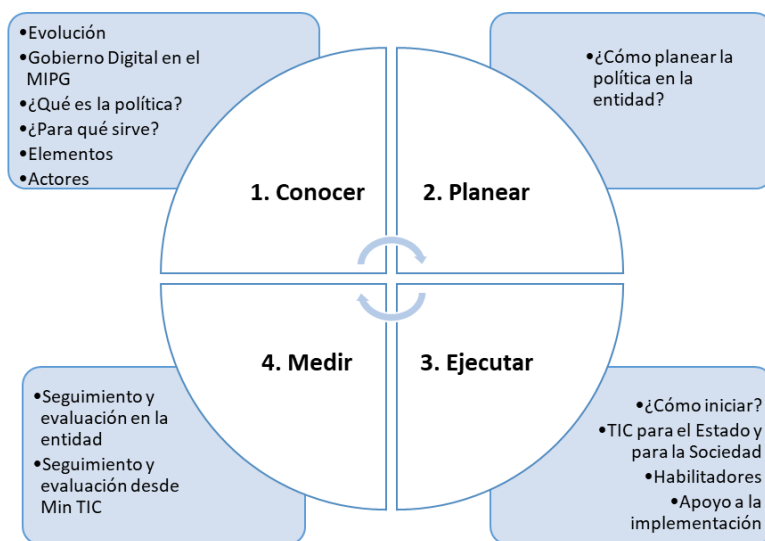 •Evolución
•Gobierno Digital en el
MIPG
•¿Qué es la política?
•¿Para qué sirve?
•Elementos
•Actores
•¿Cómo planear la
política en la
entidad?
1. Conocer
2. Planear
4. Medir
3. Ejecutar
•Seguimiento y
evaluación en la
entidad
•Seguimiento y
evaluación desde
Min TIC
•¿Cómo iniciar?
•TIC para el Estado y
para la Sociedad
•Habilitadores
•Apoyo a la
implementación